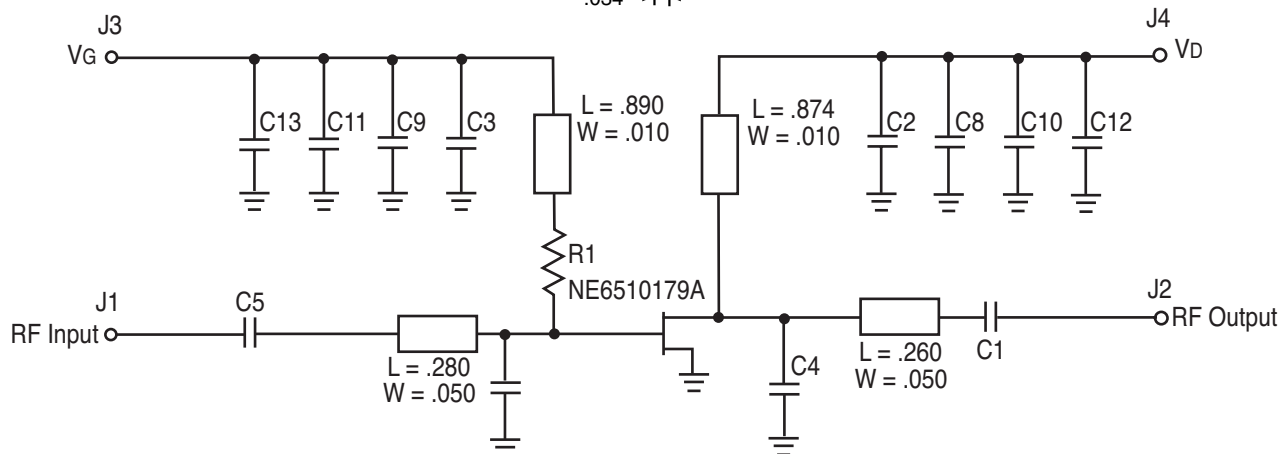 J3
J4
VG
VD
C13
C11
C9
C3
L = .890
W = .010
L = .874
W = .010
C2
C8
C10
C12
R1
NE6510179A
J1
RF Input
C5
L = .280
W = .050
C4
L = .260
W = .050
C1
J2
RF Output